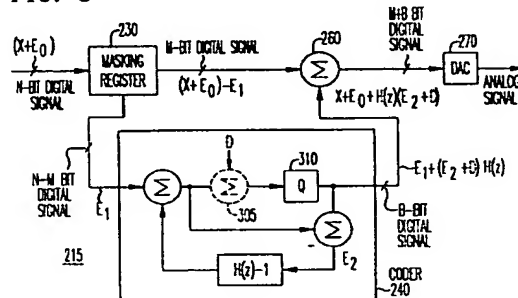 (X+E0)
N-BIT DIGITAL SIGNAL
230
MASKING REGISTER
M-BIT DIGITAL SIGNAL
(X+E0)-E1
260
Σ
M+B BIT DIGITAL SIGNAL
270
DAC
ANALOG SIGNAL
X+E0+H(z)(E2+D)
N-M BIT DIGITAL SIGNAL
E1
D
310
Σ
Σ
Q
305
E1+(E2+D)H(z)
B-BIT DIGITAL SIGNAL
-
Σ
E2
215
H(z)-1
CODER
240